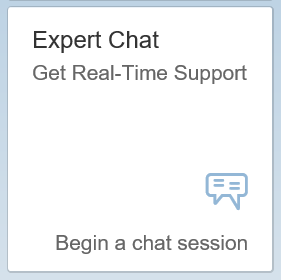 Expert Chat
Get Real-Time Support
Begin a chat session